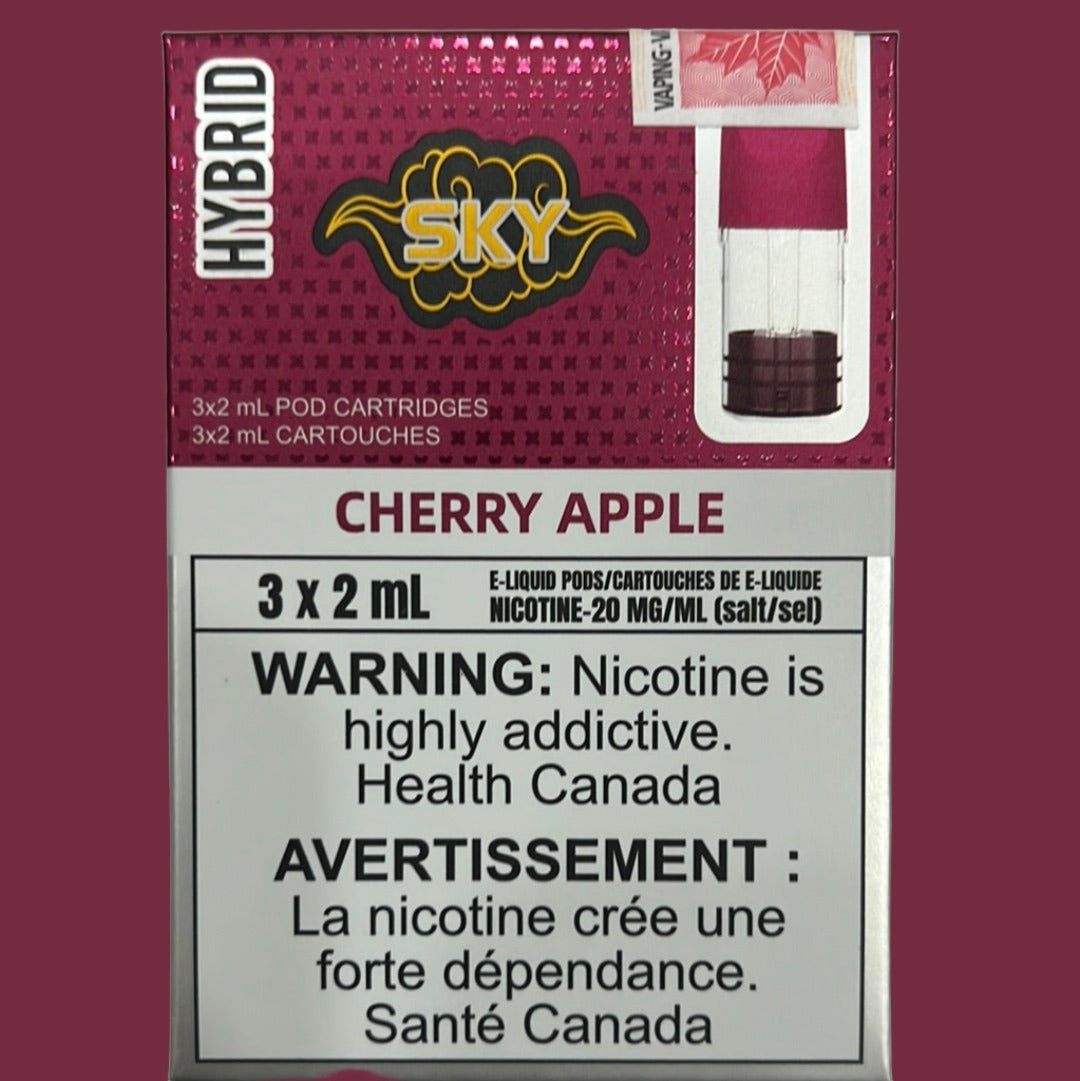 HYBRID
SKY
VAPING-
3x2 mL POD CARTRIDGES
3x2 mL CARTOUCHES
CHERRY APPLE
3 x 2 mL
E-LIQUID PODS/CARTOUCHES DE E-LIQUIDE
NICOTINE-20 MG/ML (salt/sel)
WARNING: Nicotine is
highly addictive.
Health Canada
AVERTISSEMENT :
La nicotine crée une
forte dépendance.
Santé Canada